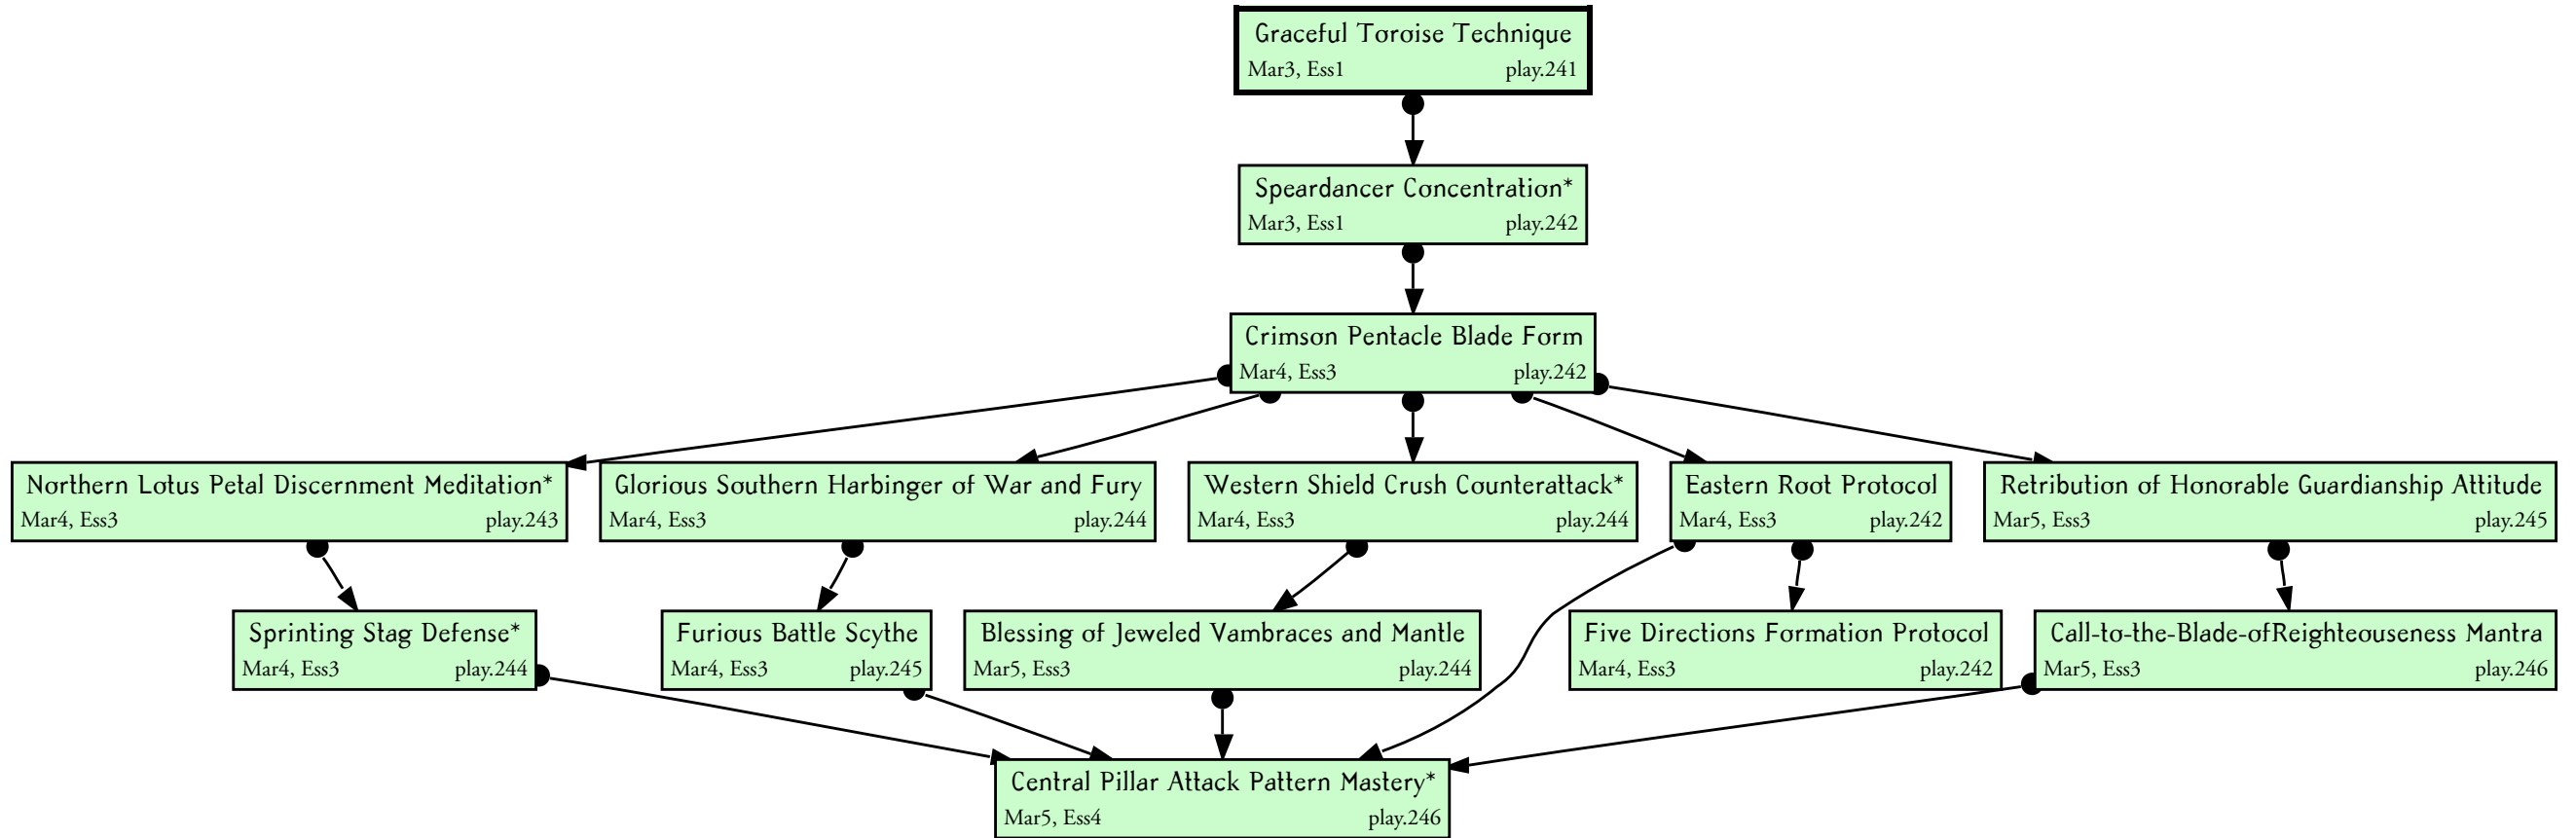 Graceful Toroise Technique
Mar3, Ess1 play.241
Speardancer Concentration*
Mar3, Ess1 play.242
Crimson Pentacle Blade Form
Mar4, Ess3 play.242
Northern Lotus Petal Discernment Meditation*
Mar4, Ess3 play.243
Glorious Southern Harbinger of War and Fury
Mar4, Ess3 play.244
Western Shield Crush Counterattack*
Mar4, Ess3 play.244
Eastern Root Protocol
Mar4, Ess3 play.242
Retribution of Honorable Guardianship Attitude
Mar5, Ess3 play.245
Sprinting Stag Defense*
Mar4, Ess3 play.244
Furious Battle Scythe
Mar4, Ess3 play.245
Blessing of Jeweled Vambraces and Mantle
Mar5, Ess3 play.244
Five Directions Formation Protocol
Mar4, Ess3 play.242
Call-to-the-Blade-ofReighteouseness Mantra
Mar5, Ess3 play.246
Central Pillar Attack Pattern Mastery*
Mar5, Ess4 play.246